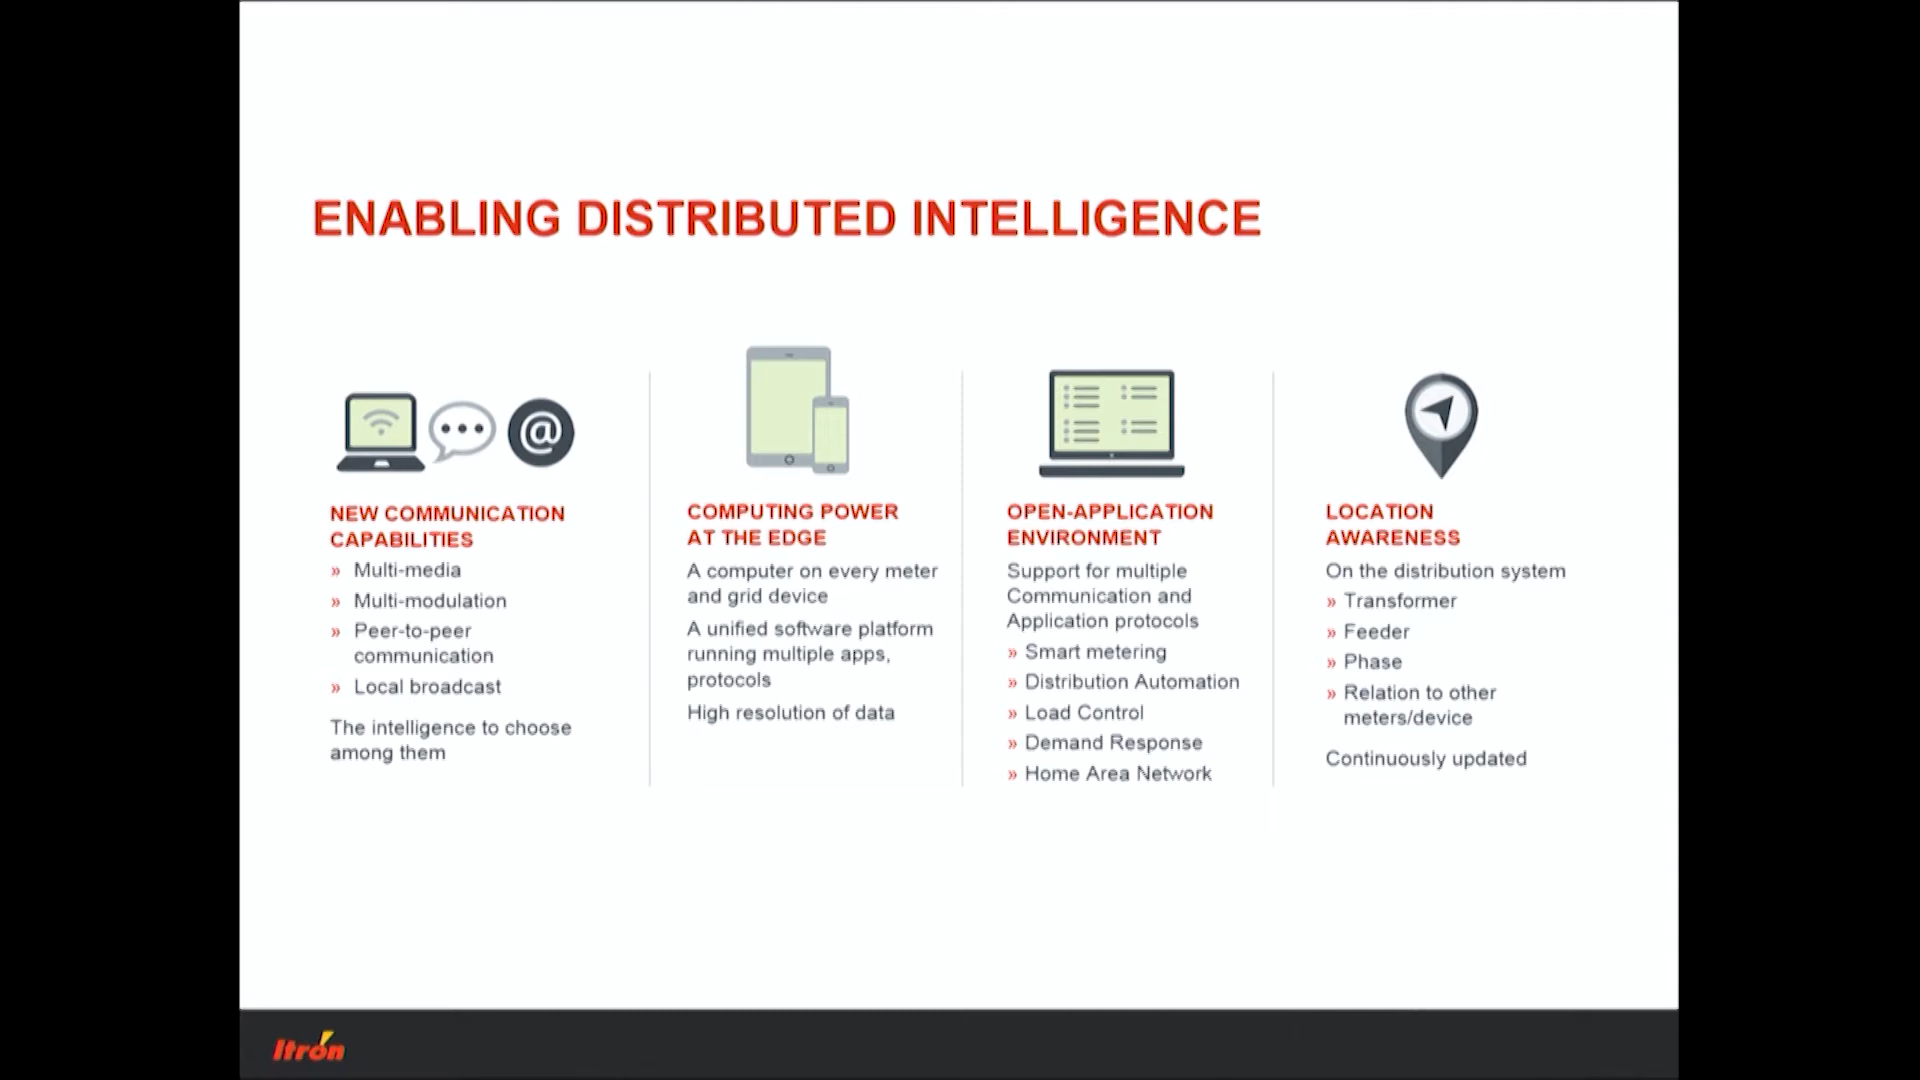 ENABLING DISTRIBUTED INTELLIGENCE
@
NEW COMMUNICATION
CAPABILITIES
» Multi-media
» Multi-modulation
» Peer-to-peer
communication
» Local broadcast
The intelligence to choose
among them
COMPUTING POWER
AT THE EDGE
A computer on every meter
and grid device
A unified software platform
running multiple apps,
protocols
High resolution of data
OPEN-APPLICATION
ENVIRONMENT
Support for multiple
Communication and
Application protocols
» Smart metering
» Distribution Automation
» Load Control
» Demand Response
» Home Area Network
LOCATION
AWARENESS
On the distribution system
» Transformer
» Feeder
» Phase
» Relation to other
meters/device
Continuously updated
Itron